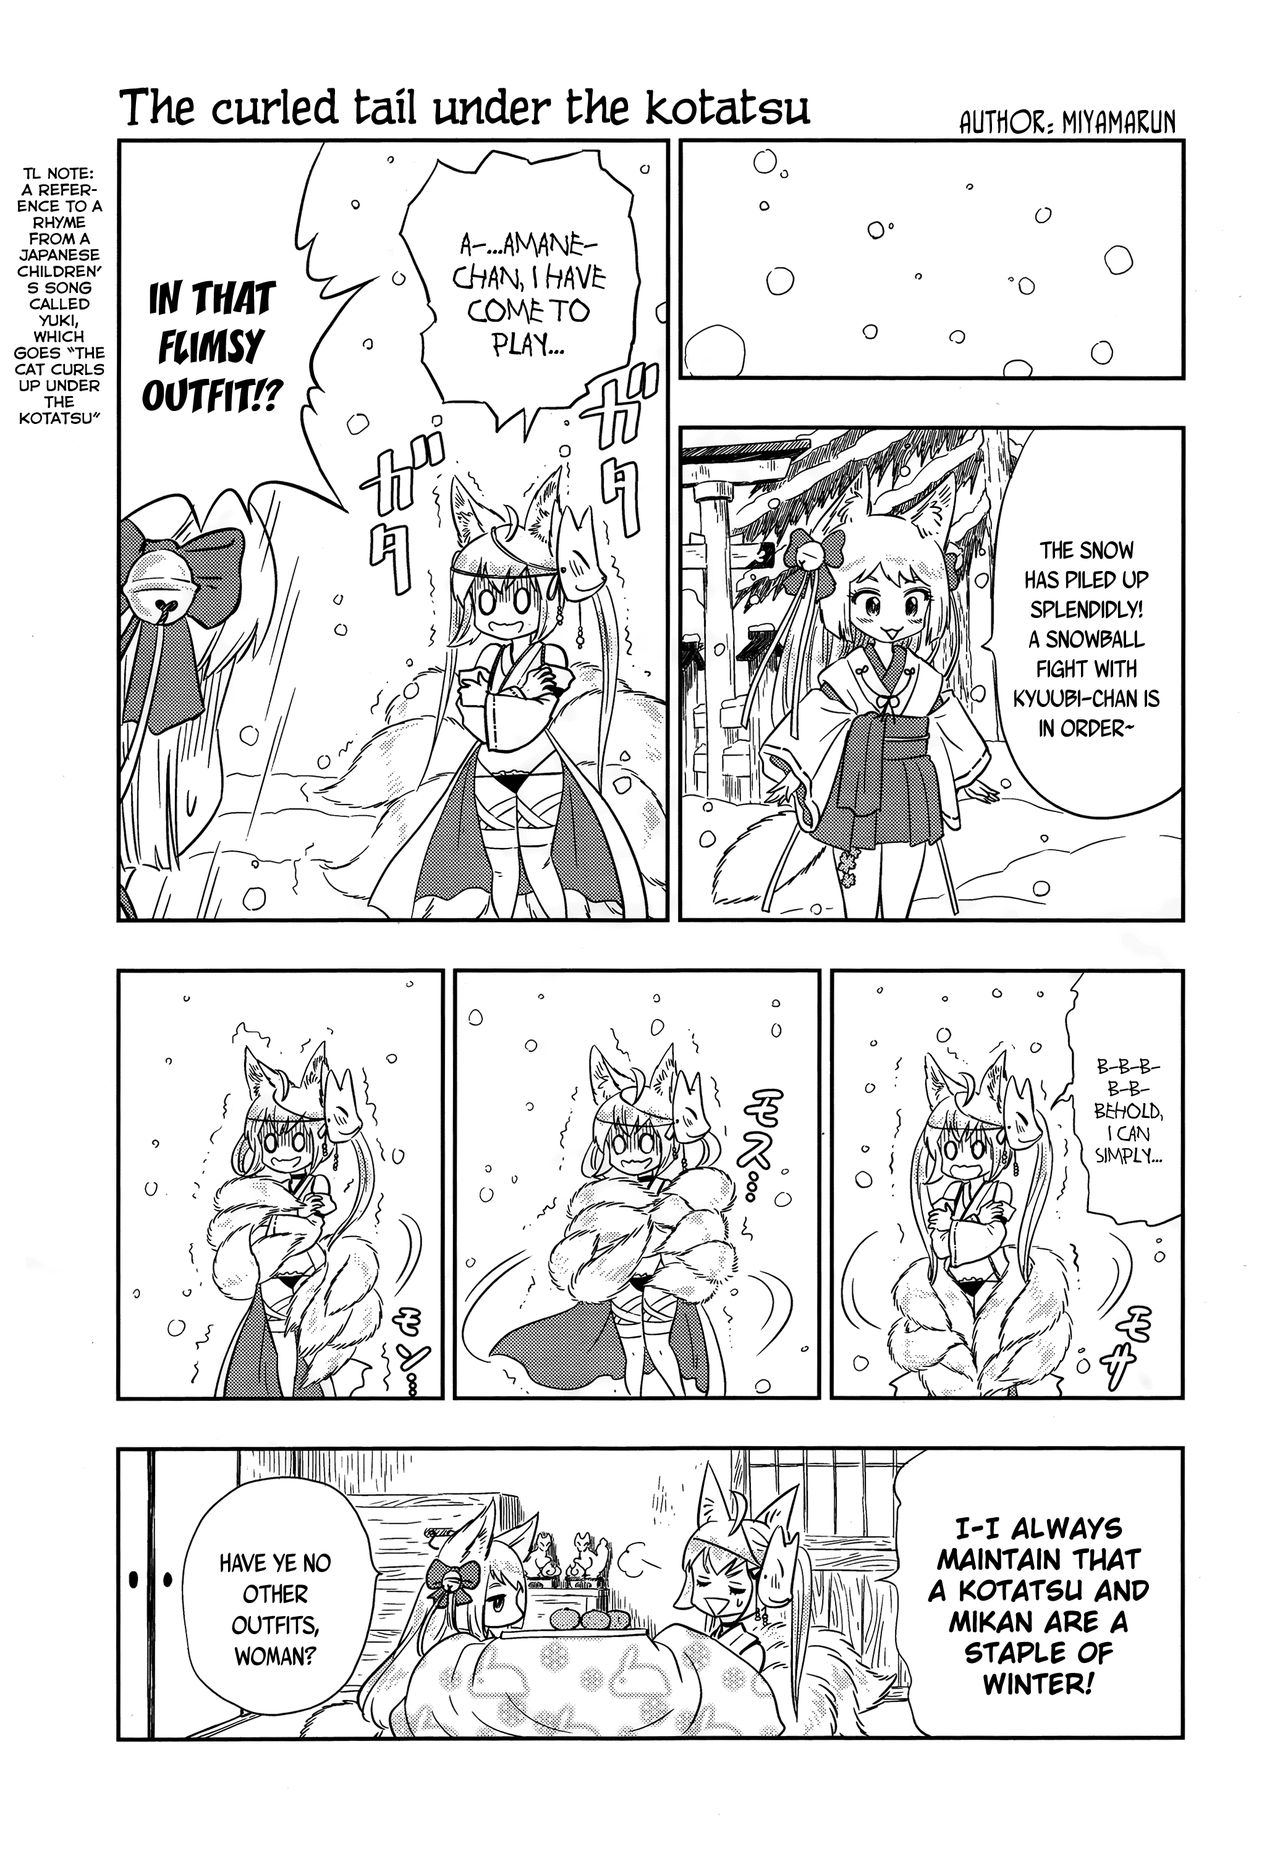 The curled tail under the kotatsu
AUTHOR: MIYAMARUN
TL NOTE:
A REFER-
ENCE TO A
RHYME
FROM A
JAPANESE
CHILDREN'
S SONG
CALLED
YUKI,
WHICH
GOES "THE
CAT CURLS
UP UNDER
THE
KOTATSU"
THE SNOW
HAS PILED UP
SPLENDIDLY!
A SNOWBALL
FIGHT WITH
KYUUBI-CHAN IS
IN ORDER~
A-...AMANE-
CHAN, I HAVE
COME TO
PLAY...
ガタ
ガタ
IN THAT
FLIMSY
OUTFIT!?
B-B-B-
B-B-
BEHOLD,
I CAN
SIMPLY...
モサ
モス...
モン...
I-I ALWAYS
MAINTAIN THAT
A KOTATSU AND
MIKAN ARE A
STAPLE OF
WINTER!
HAVE YE NO
OTHER
OUTFITS,
WOMAN?